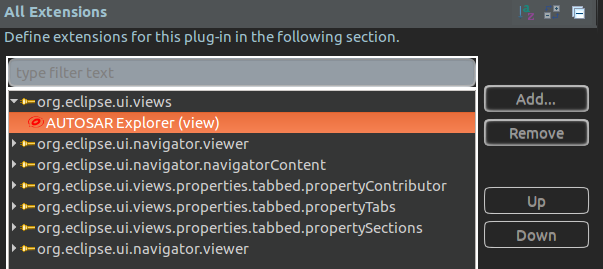 All Extensions
Define extensions for this plug-in in the following section.
type filter text
org.eclipse.ui.views
AUTOSAR Explorer (view)
org.eclipse.ui.navigator.viewer
org.eclipse.ui.navigator.navigatorContent
org.eclipse.ui.views.properties.tabbed.propertyContributor
org.eclipse.ui.views.properties.tabbed.propertyTabs
org.eclipse.ui.views.properties.tabbed.propertySections
org.eclipse.ui.navigator.viewer
Add...
Remove
Up
Down